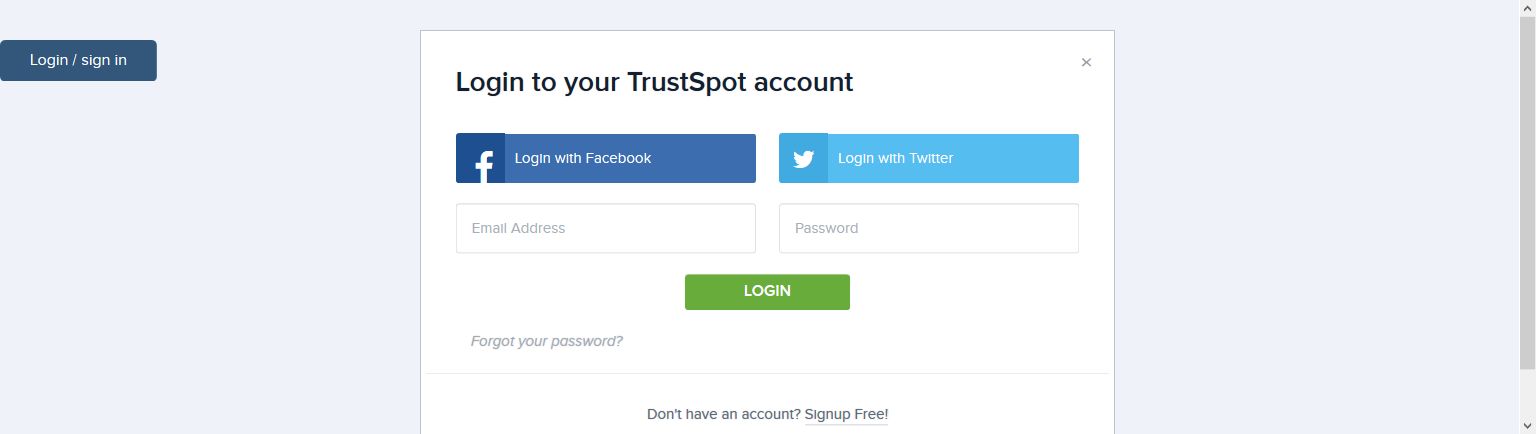 Login / sign in
Login to your TrustSpot account
×
Login with Facebook
Login with Twitter
Email Address
Password
LOGIN
Forgot your password?
Don't have an account? Signup Free!